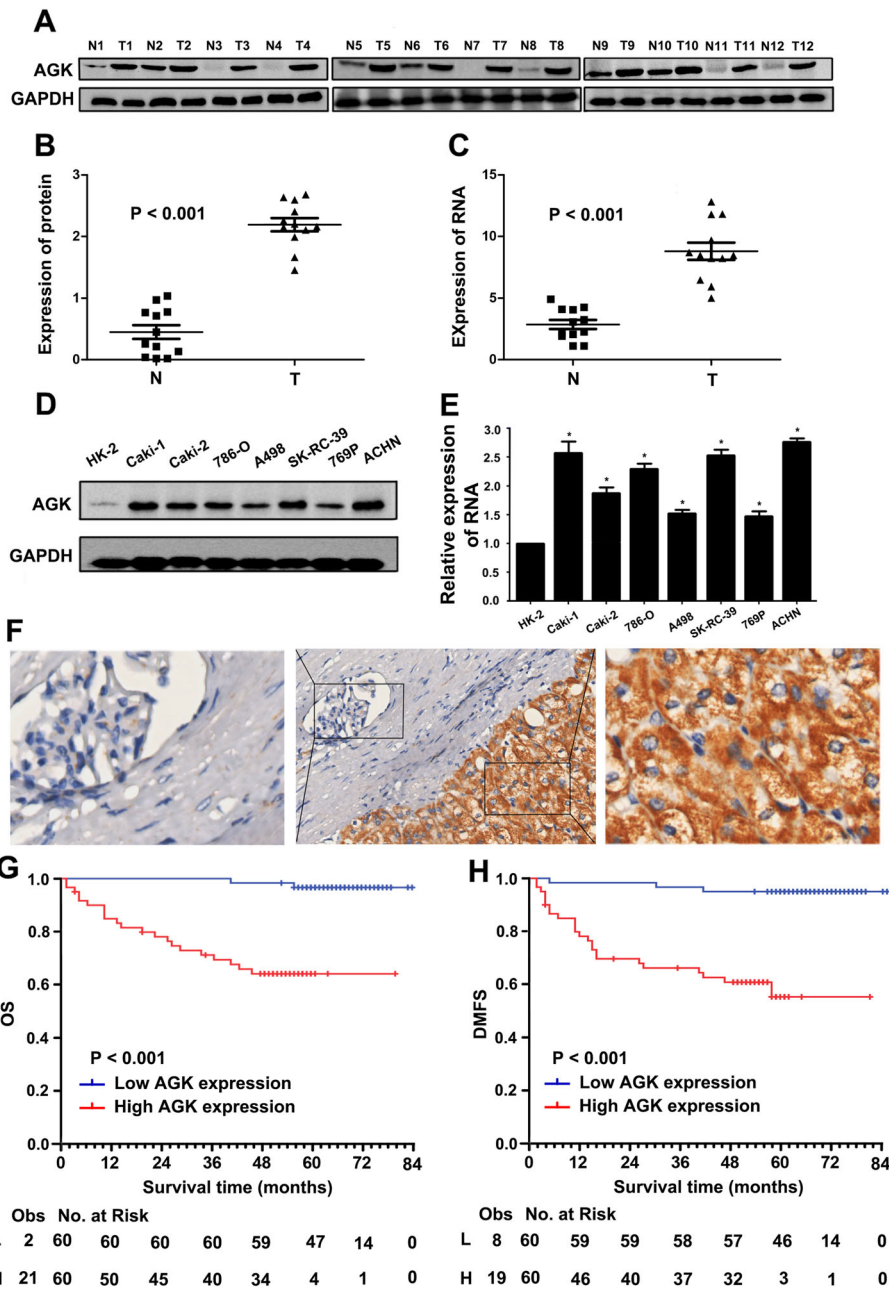 A
N1 T1 N2 T2 N3 T3 N4 T4 N5 T5 N6 T6 N7 T7 N8 T8 N9 T9 N10 T10 N11 T11 N12 T12
AGK
GAPDH
B
Expression of protein
3
2
1
0
P < 0.001
N T
C
EXpression of RNA
15
10
5
0
P < 0.001
N T
D
HK-2 Caki-1 Caki-2 786-O A498 SK-RC-39 769P ACHN
AGK
GAPDH
E
Relative expression
of RNA
3.0
2.5
2.0
1.5
1.0
0.5
0.0
* * * * * * *
HK-2 Caki-1 Caki-2 786-O A498 SK-RC-39 769P ACHN
F
G
OS
1.0
0.8
0.6
0.4
0.2
0.0
P < 0.001
Low AGK expression
High AGK expression
0 12 24 36 48 60 72 84
Survival time (months)
Obs No. at Risk
2 60 60 60 60 59 47 14 0
21 60 50 45 40 34 4 1 0
H
DMFS
1.0
0.8
0.6
0.4
0.2
0.0
P < 0.001
Low AGK expression
High AGK expression
0 12 24 36 48 60 72 84
Survival time (months)
Obs No. at Risk
L 8 60 59 59 58 57 46 14 0
H 19 60 46 40 37 32 3 1 0